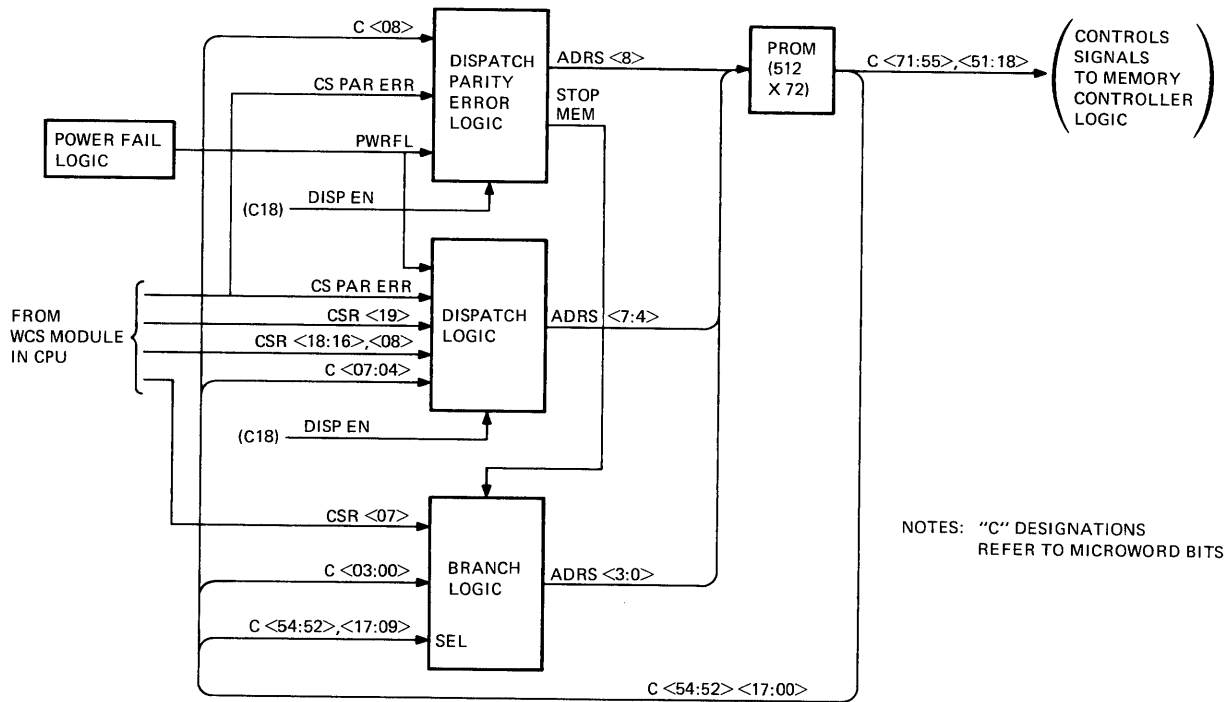 C <08>
DISPATCH
PARITY
ERROR
LOGIC
ADRS <8>
PROM
(512
X 72)
C <71:55>,<51:18>
CONTROLS
SIGNALS
TO MEMORY
CONTROLLER
LOGIC
CS PAR ERR
STOP
MEM
POWER FAIL
LOGIC
PWRFL
(C18)
DISP EN
FROM
WCS MODULE
IN CPU
CS PAR ERR
CSR <19>
CSR <18:16>,<08>
C <07:04>
DISPATCH
LOGIC
ADRS <7:4>
(C18)
DISP EN
CSR <07>
C <03:00>
C <54:52>,<17:09>
SEL
BRANCH
LOGIC
ADRS <3:0>
NOTES: "C" DESIGNATIONS
REFER TO MICROWORD BITS
C <54:52> <17:00>